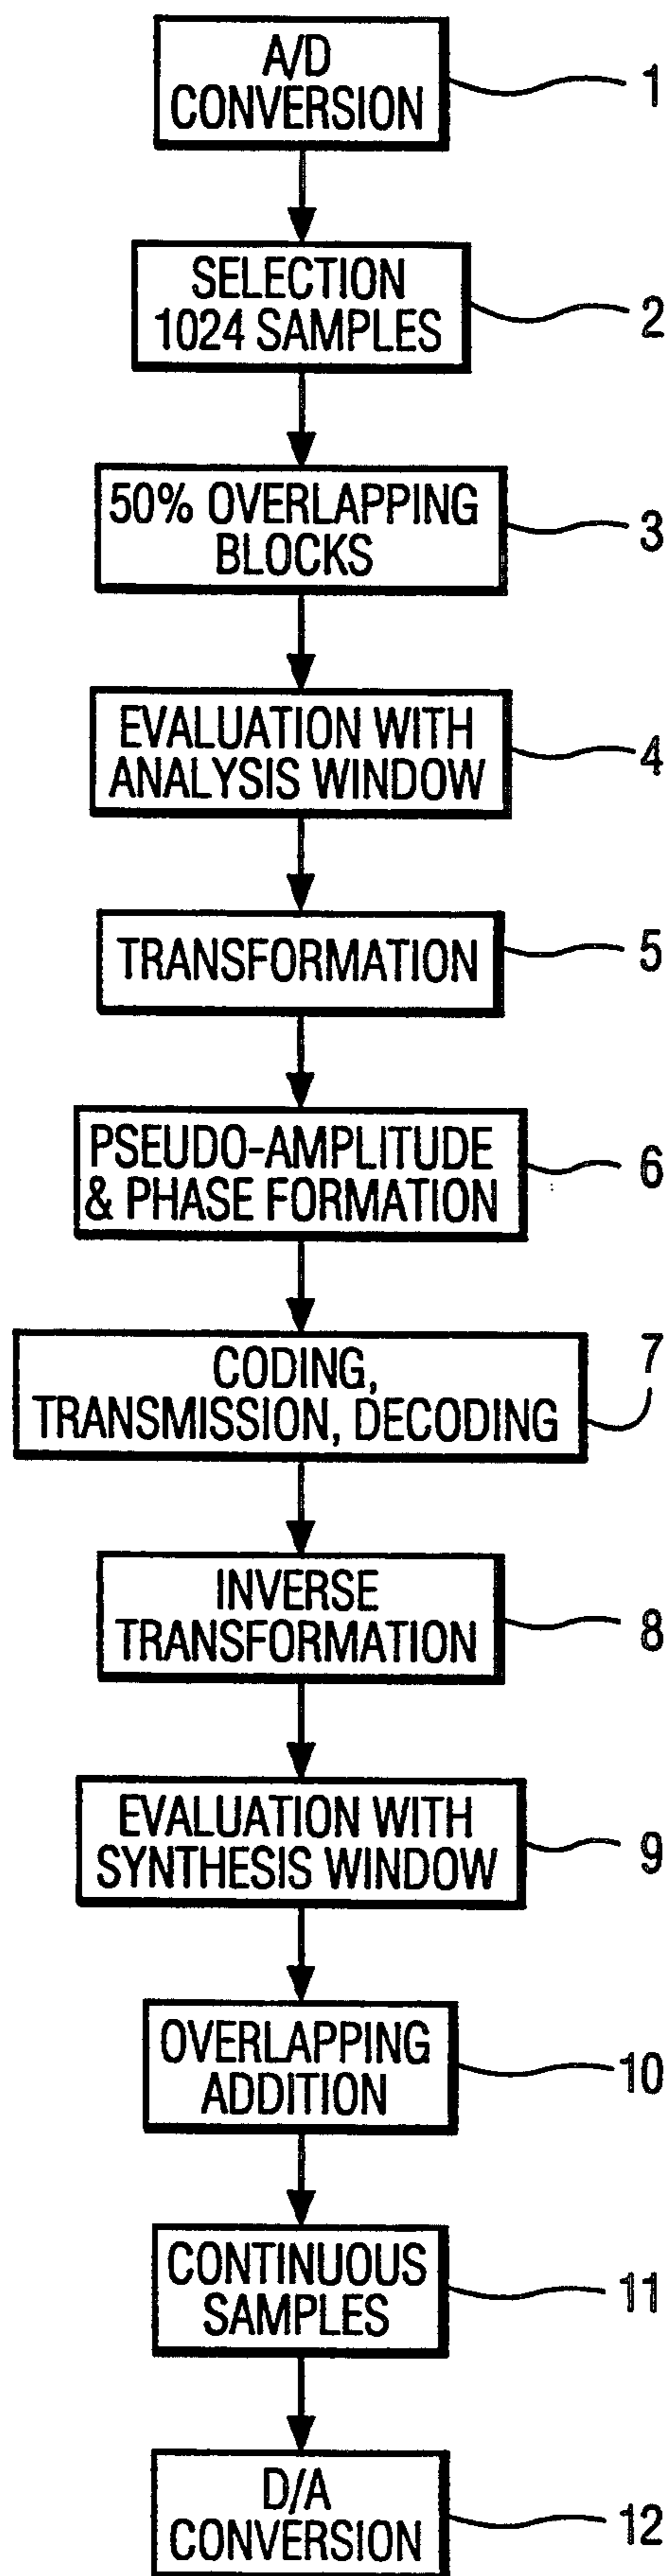 A/D
CONVERSION
1
SELECTION
1024 SAMPLES
2
50% OVERLAPPING
BLOCKS
3
EVALUATION WITH
ANALYSIS WINDOW
4
TRANSFORMATION
5
PSEUDO-AMPLITUDE
& PHASE FORMATION
6
CODING,
TRANSMISSION, DECODING
7
INVERSE
TRANSFORMATION
8
EVALUATION WITH
SYNTHESIS WINDOW
9
OVERLAPPING
ADDITION
10
CONTINUOUS
SAMPLES
11
D/A
CONVERSION
12